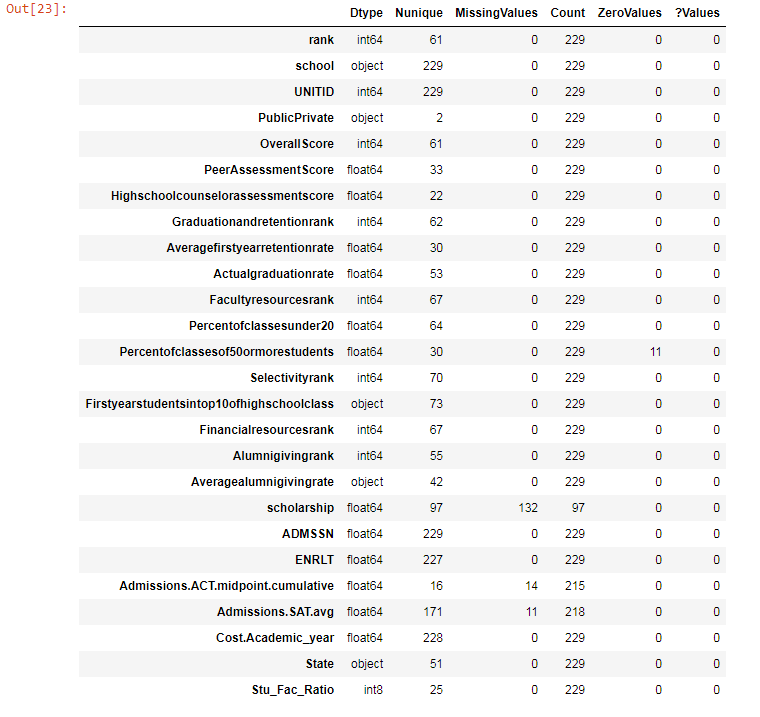 Out[23]:
Dtype Nunique MissingValues Count ZeroValues ?Values
rank int64 61 0 229 0 0
school object 229 0 229 0 0
UNITID int64 229 0 229 0 0
PublicPrivate object 2 0 229 0 0
OverallScore int64 61 0 229 0 0
PeerAssessmentScore float64 33 0 229 0 0
Highschoolcounselorassessmentscore float64 22 0 229 0 0
Graduationandretentionrank int64 62 0 229 0 0
Averagefirstyearretentionrate float64 30 0 229 0 0
Actualgraduationrate float64 53 0 229 0 0
Facultyresourcesrank int64 67 0 229 0 0
Percentofclassesunder20 float64 64 0 229 0 0
Percentofclassesof50ormorestudents float64 30 0 229 11 0
Selectivityrank int64 70 0 229 0 0
Firstyearstudentsintop10ofhighschoolclass object 73 0 229 0 0
Financialresourcesrank int64 67 0 229 0 0
Alumnigivingrank int64 55 0 229 0 0
Averagealumnigivingrate object 42 0 229 0 0
scholarship float64 97 132 97 0 0
ADMSSN float64 229 0 229 0 0
ENRLT float64 227 0 229 0 0
Admissions.ACT.midpoint.cumulative float64 16 14 215 0 0
Admissions.SAT.avg float64 171 11 218 0 0
Cost.Academic_year float64 228 0 229 0 0
State object 51 0 229 0 0
Stu_Fac_Ratio int8 25 0 229 0 0